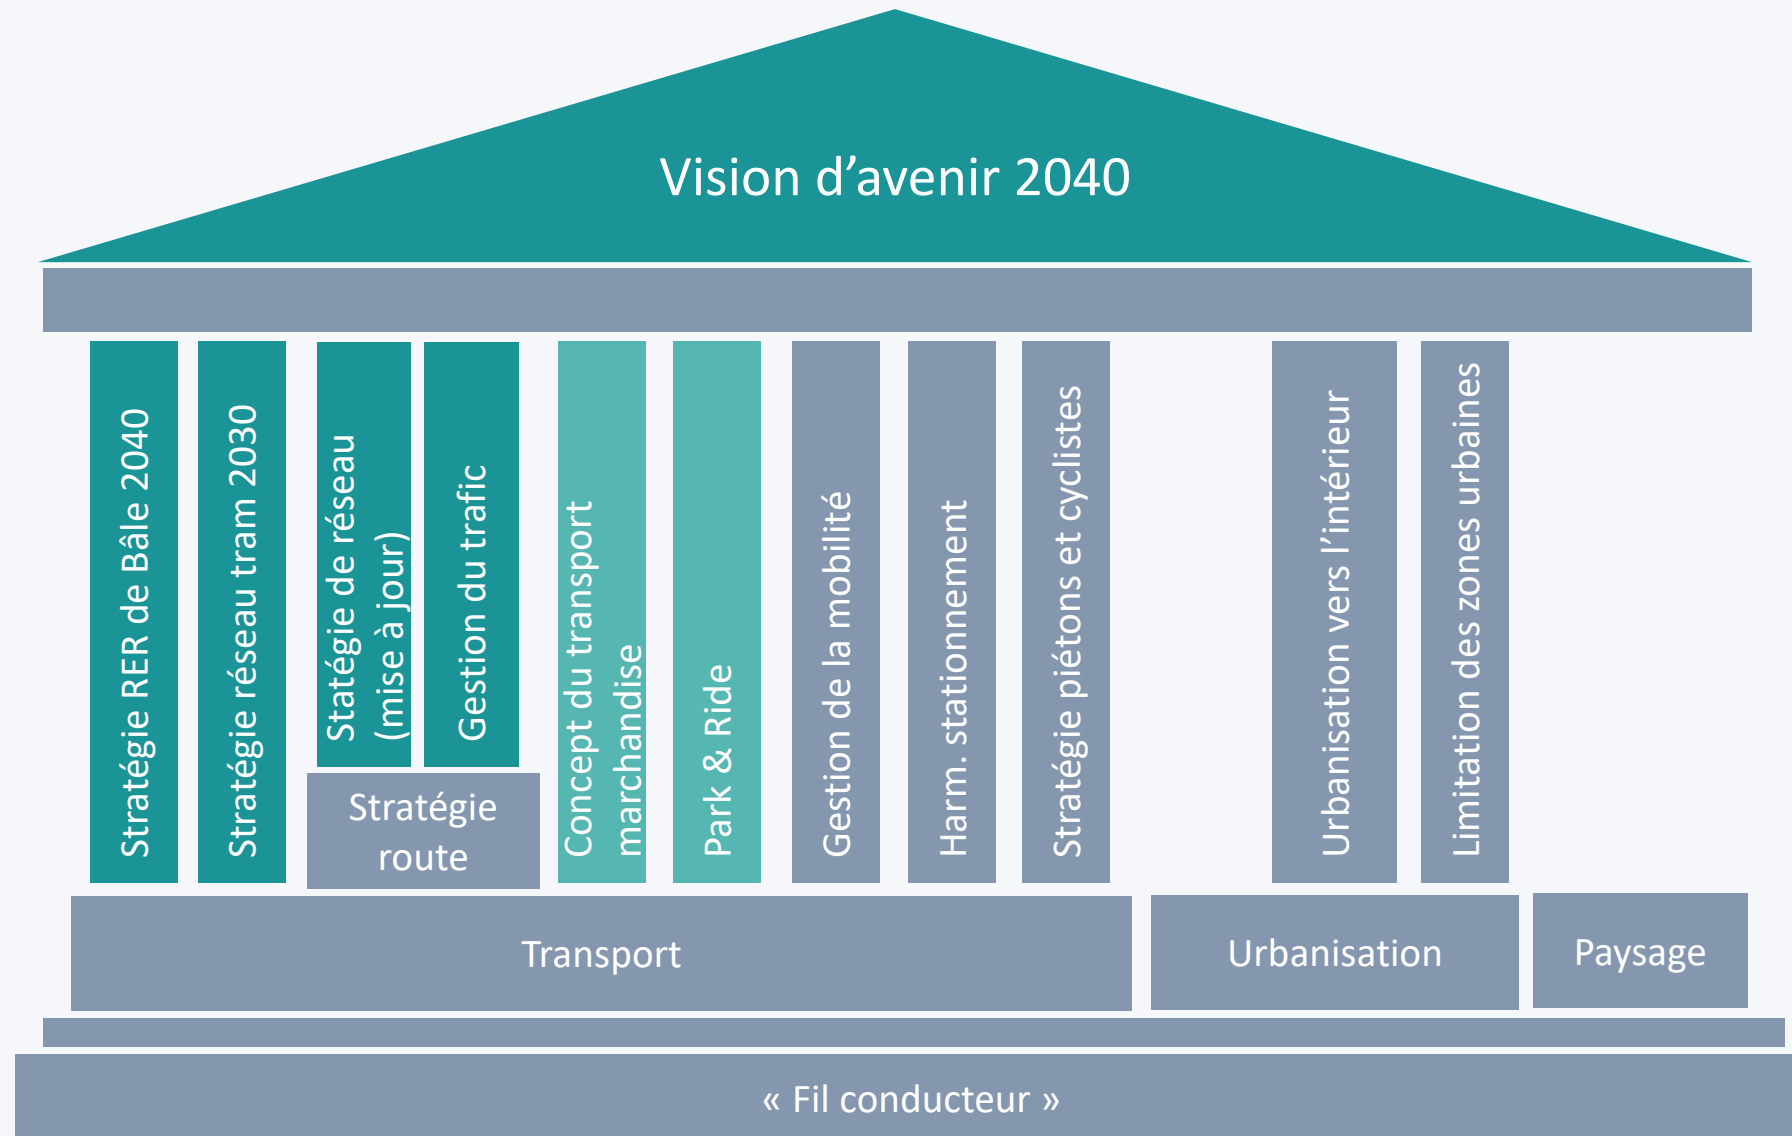 Vision d’avenir 2040
Stratégie RER de Bâle 2040
Stratégie réseau tram 2030
Statégie de réseau
(mise à jour)
Gestion du trafic
Stratégie
route
Concept du transport
marchandise
Park & Ride
Gestion de la mobilité
Harm. stationnement
Stratégie piétons et cyclistes
Urbanisation vers l’intérieur
Limitation des zones urbaines
Transport
Urbanisation
Paysage
« Fil conducteur »